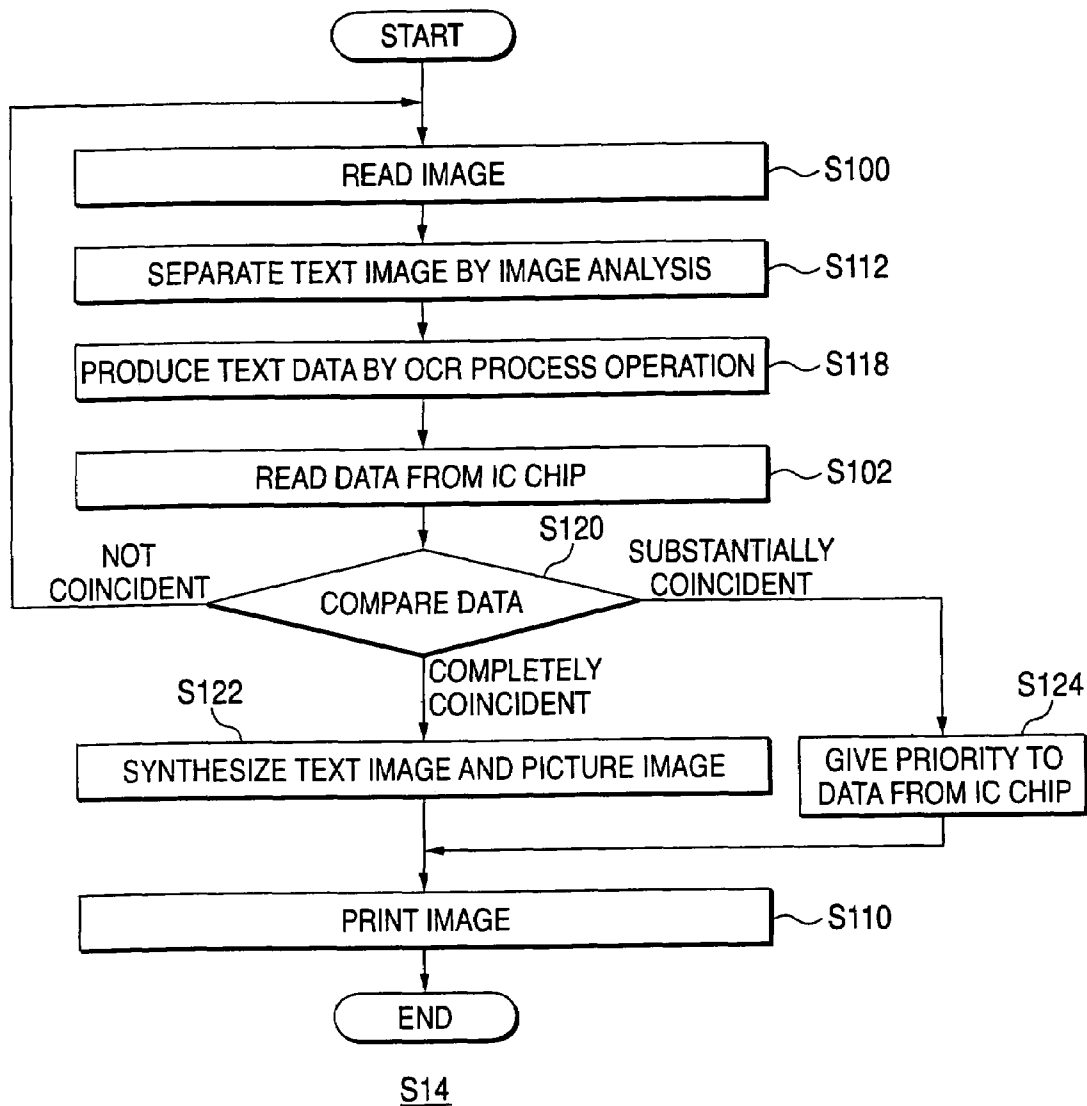 START
READ IMAGE
S100
SEPARATE TEXT IMAGE BY IMAGE ANALYSIS
S112
PRODUCE TEXT DATA BY OCR PROCESS OPERATION
S118
READ DATA FROM IC CHIP
S102
S120
NOT
COINCIDENT
SUBSTANTIALLY
COINCIDENT
COMPARE DATA
COMPLETELY
COINCIDENT
S122
S124
SYNTHESIZE TEXT IMAGE AND PICTURE IMAGE
GIVE PRIORITY TO
DATA FROM IC CHIP
PRINT IMAGE
S110
END
S14